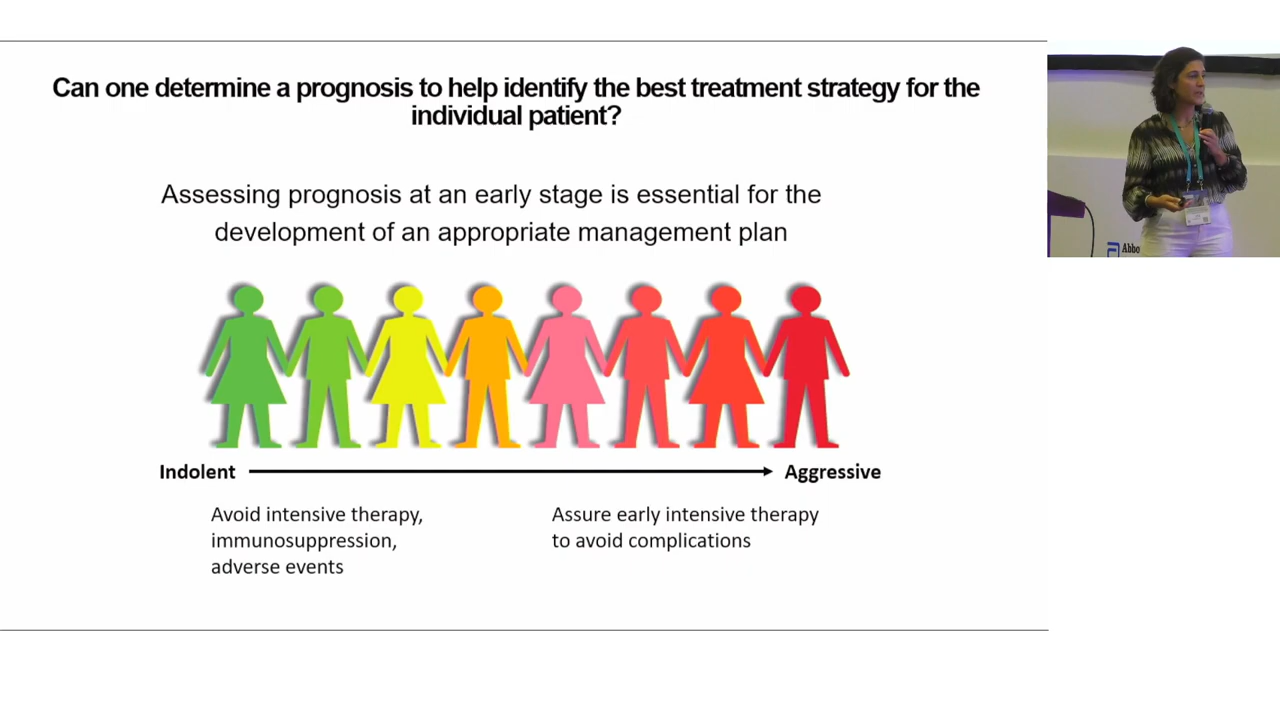 Can one determine a prognosis to help identify the best treatment strategy for the
individual patient?
Assessing prognosis at an early stage is essential for the
development of an appropriate management plan
Indolent
Aggressive
Avoid intensive therapy,
immunosuppression,
adverse events
Assure early intensive therapy
to avoid complications
Abbo